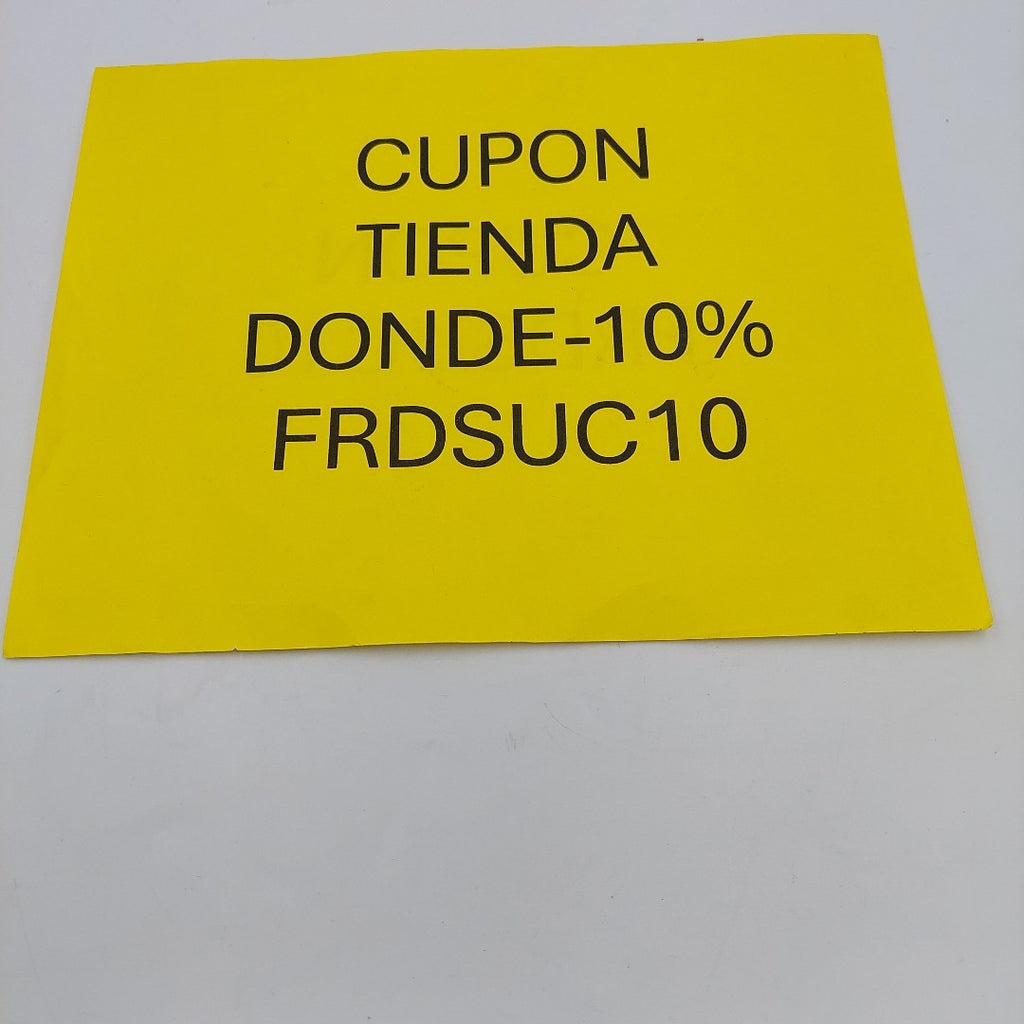 CUPON
TIENDA
DONDE-10%
FRDSUC10